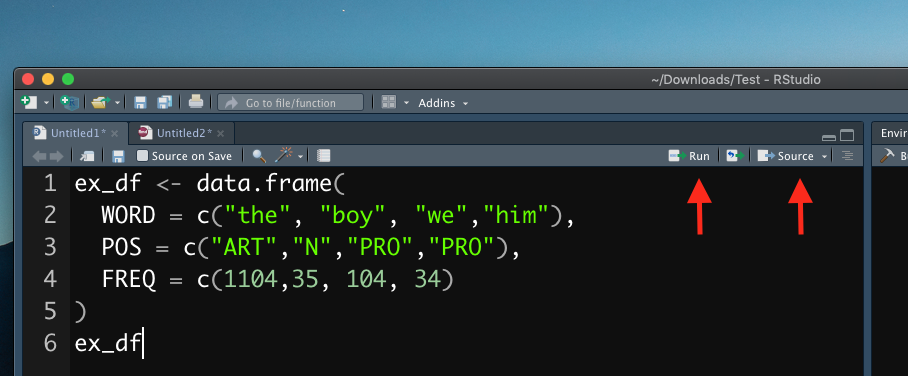 ~/Downloads/Test - RStudio
Go to file/function Addins
Untitled1* × Untitled2* × Envir
Source on Save Run Source
1 ex_df <- data.frame(
2 WORD = c("the", "boy", "we","him"),
3 POS = c("ART","N","PRO","PRO"),
4 FREQ = c(1104,35, 104, 34)
5 )
6 ex_df